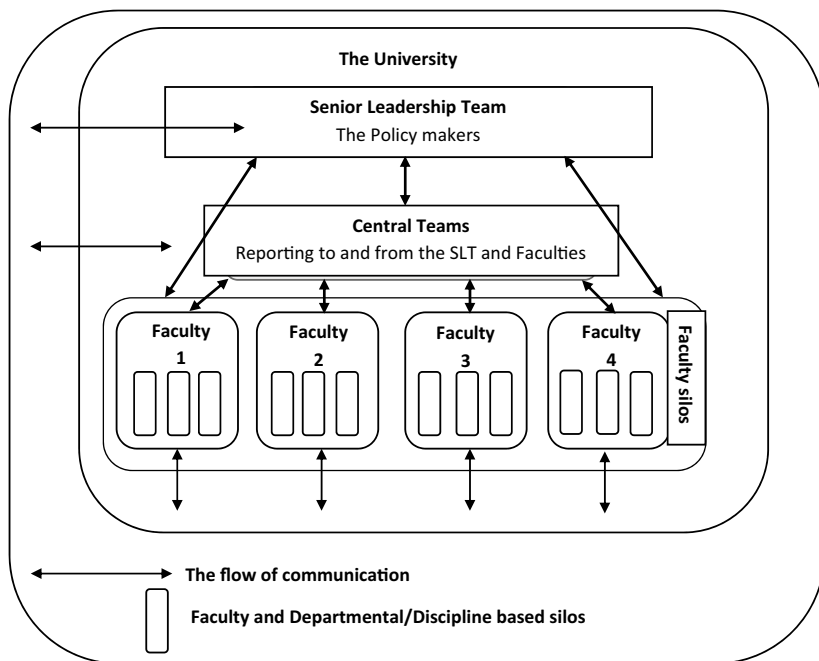 The University
Senior Leadership Team
The Policy makers
Central Teams
Reporting to and from the SLT and Faculties
Faculty
1
Faculty
2
Faculty
3
Faculty
4
Faculty silos
The flow of communication
Faculty and Departmental/Discipline based silos